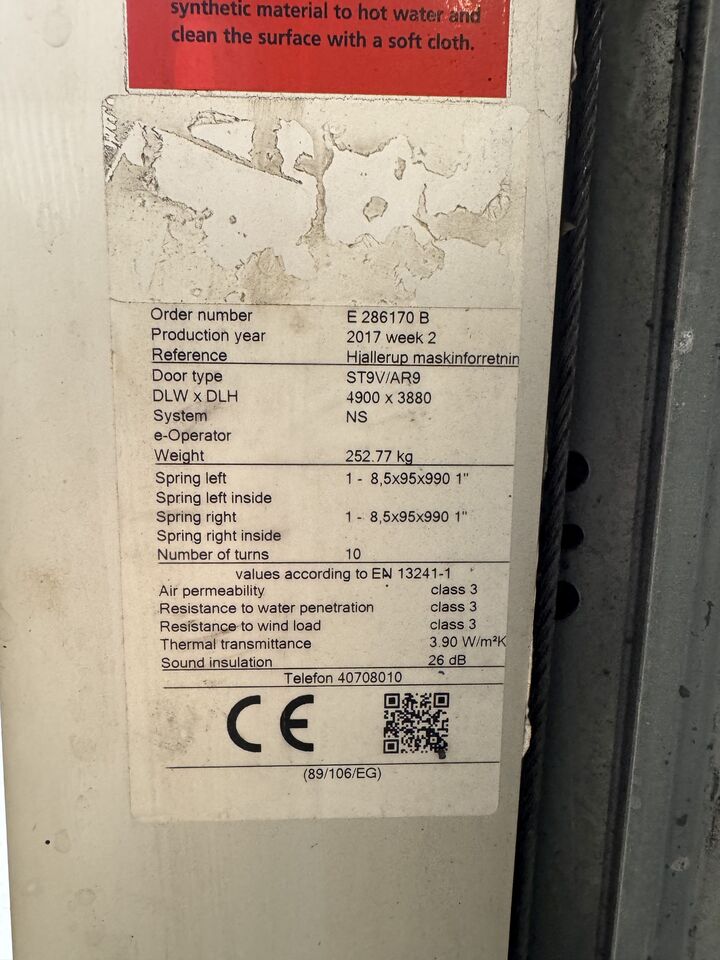 synthetic material to hot water and
clean the surface with a soft cloth.
Order number E 286170 B
Production year 2017 week 2
Reference Hjallerup maskinforretnin
Door type ST9V/AR9
DLW x DLH 4900 x 3880
System NS
e-Operator
Weight 252.77 kg
Spring left 1 - 8,5x95x990 1"
Spring left inside
Spring right 1 - 8,5x95x990 1"
Spring right inside
Number of turns 10
values according to EN 13241-1
Air permeability class 3
Resistance to water penetration class 3
Resistance to wind load class 3
Thermal transmittance 3.90 W/m²K
Sound insulation 26 dB
Telefon 40708010
CE
(89/106/EG)